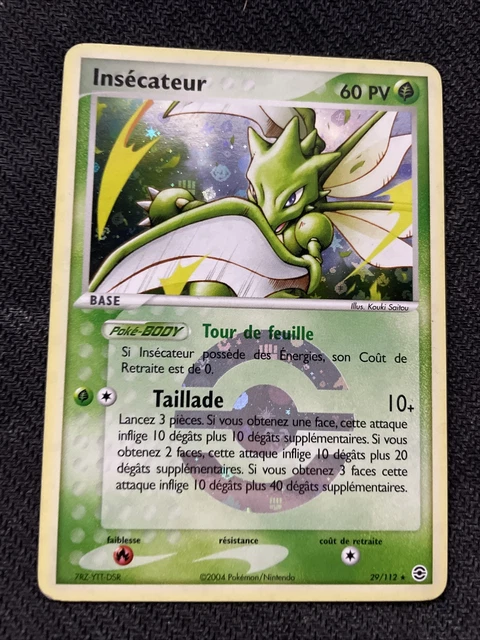 Insécateur
60 PV
BASE
Illus. Kouki Saitou
Poké-BODY Tour de feuille
Si Insécateur possède des Énergies, son Coût de
Retraite est de 0.
Taillade 10+
Lancez 3 pièces. Si vous obtenez une face, cette attaque
inflige 10 dégâts plus 10 dégâts supplémentaires. Si vous
obtenez 2 faces, cette attaque inflige 10 dégâts plus 20
dégâts supplémentaires. Si vous obtenez 3 faces cette
attaque inflige 10 dégâts plus 40 dégâts supplémentaires.
faiblesse résistance coût de retraite
7RZ-YTT-DSR ©2004 Pokémon/Nintendo 29/112 ★